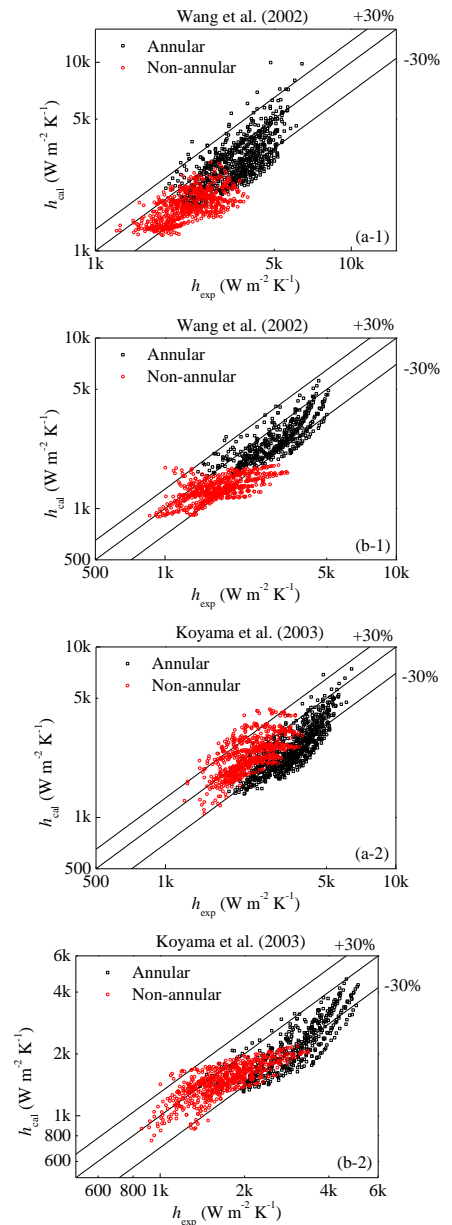 Wang et al. (2002)
+30%
10k
Annular
Non-annular
-30%
5k
h_cal (W m⁻² K⁻¹)
1k
(a-1)
1k
5k
10k
h_exp (W m⁻² K⁻¹)
Wang et al. (2002)
+30%
10k
Annular
-30%
5k
Non-annular
h_cal (W m⁻² K⁻¹)
1k
(b-1)
500
500
1k
5k
10k
h_exp (W m⁻² K⁻¹)
Koyama et al. (2003)
+30%
10k
Annular
-30%
5k
Non-annular
h_cal (W m⁻² K⁻¹)
1k
(a-2)
500
500
1k
5k
10k
h_exp (W m⁻² K⁻¹)
Koyama et al. (2003)
+30%
6k
Annular
4k
Non-annular
-30%
h_cal (W m⁻² K⁻¹)
2k
1k
800
600
(b-2)
600
800
1k
2k
4k
6k
h_exp (W m⁻² K⁻¹)